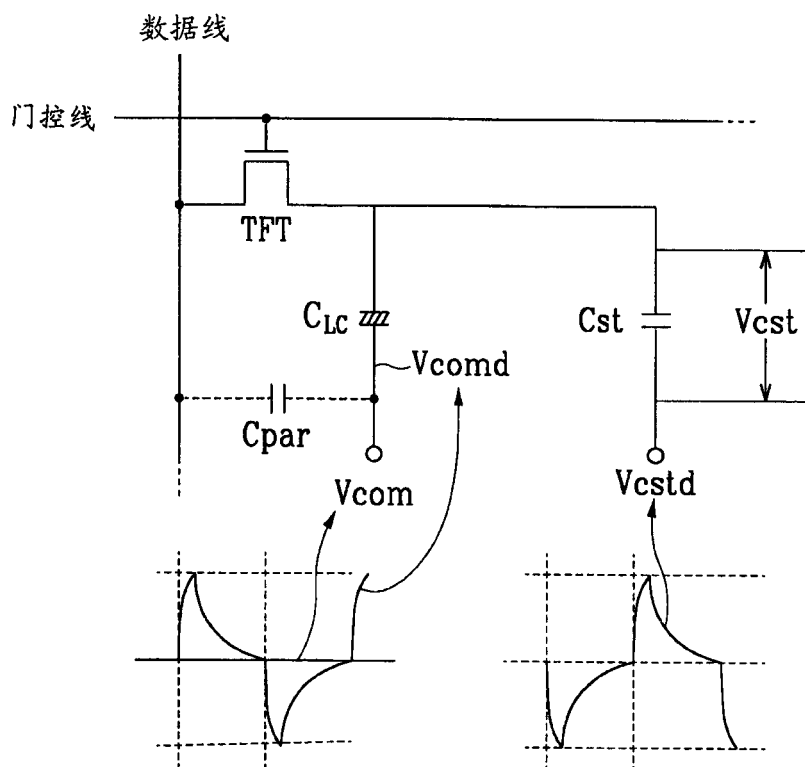 数据线
门控线
TFT
CLC
Cst
Vcst
Vcomd
Cpar
Vcom
Vcstd